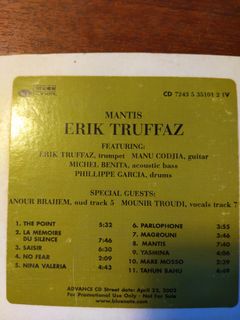 CD 7243 5 35101 2 1V
MANTIS
ERIK TRUFFAZ
FEATURING:
ERIK TRUFFAZ, trumpet MANU CODJIA, guitar
MICHEL BENITA, acoustic bass
PHILLIPPE GARCIA, drums
SPECIAL GUESTS:
ANOUR BRAHEM, oud track 5 MOUNIR TROUDI, vocals track 7
1. THE POINT 5:32
2. LA MEMOIRE
DU SILENCE 7:46
3. SAISIR 6:30
4. NO FEAR 2:09
5. NINA VALERIA 4:43
6. PARLOPHONE 3:55
7. MAGROUNI 5:46
8. MANTIS 7:40
9. YASMINA 4:06
10. MAKE MOSSO 2:39
11. TAHUN BAHU 4:49
ADVANCE CD Street date: April 23, 2002
For Promotional Use Only - Not For Sale
www.bluenote.com